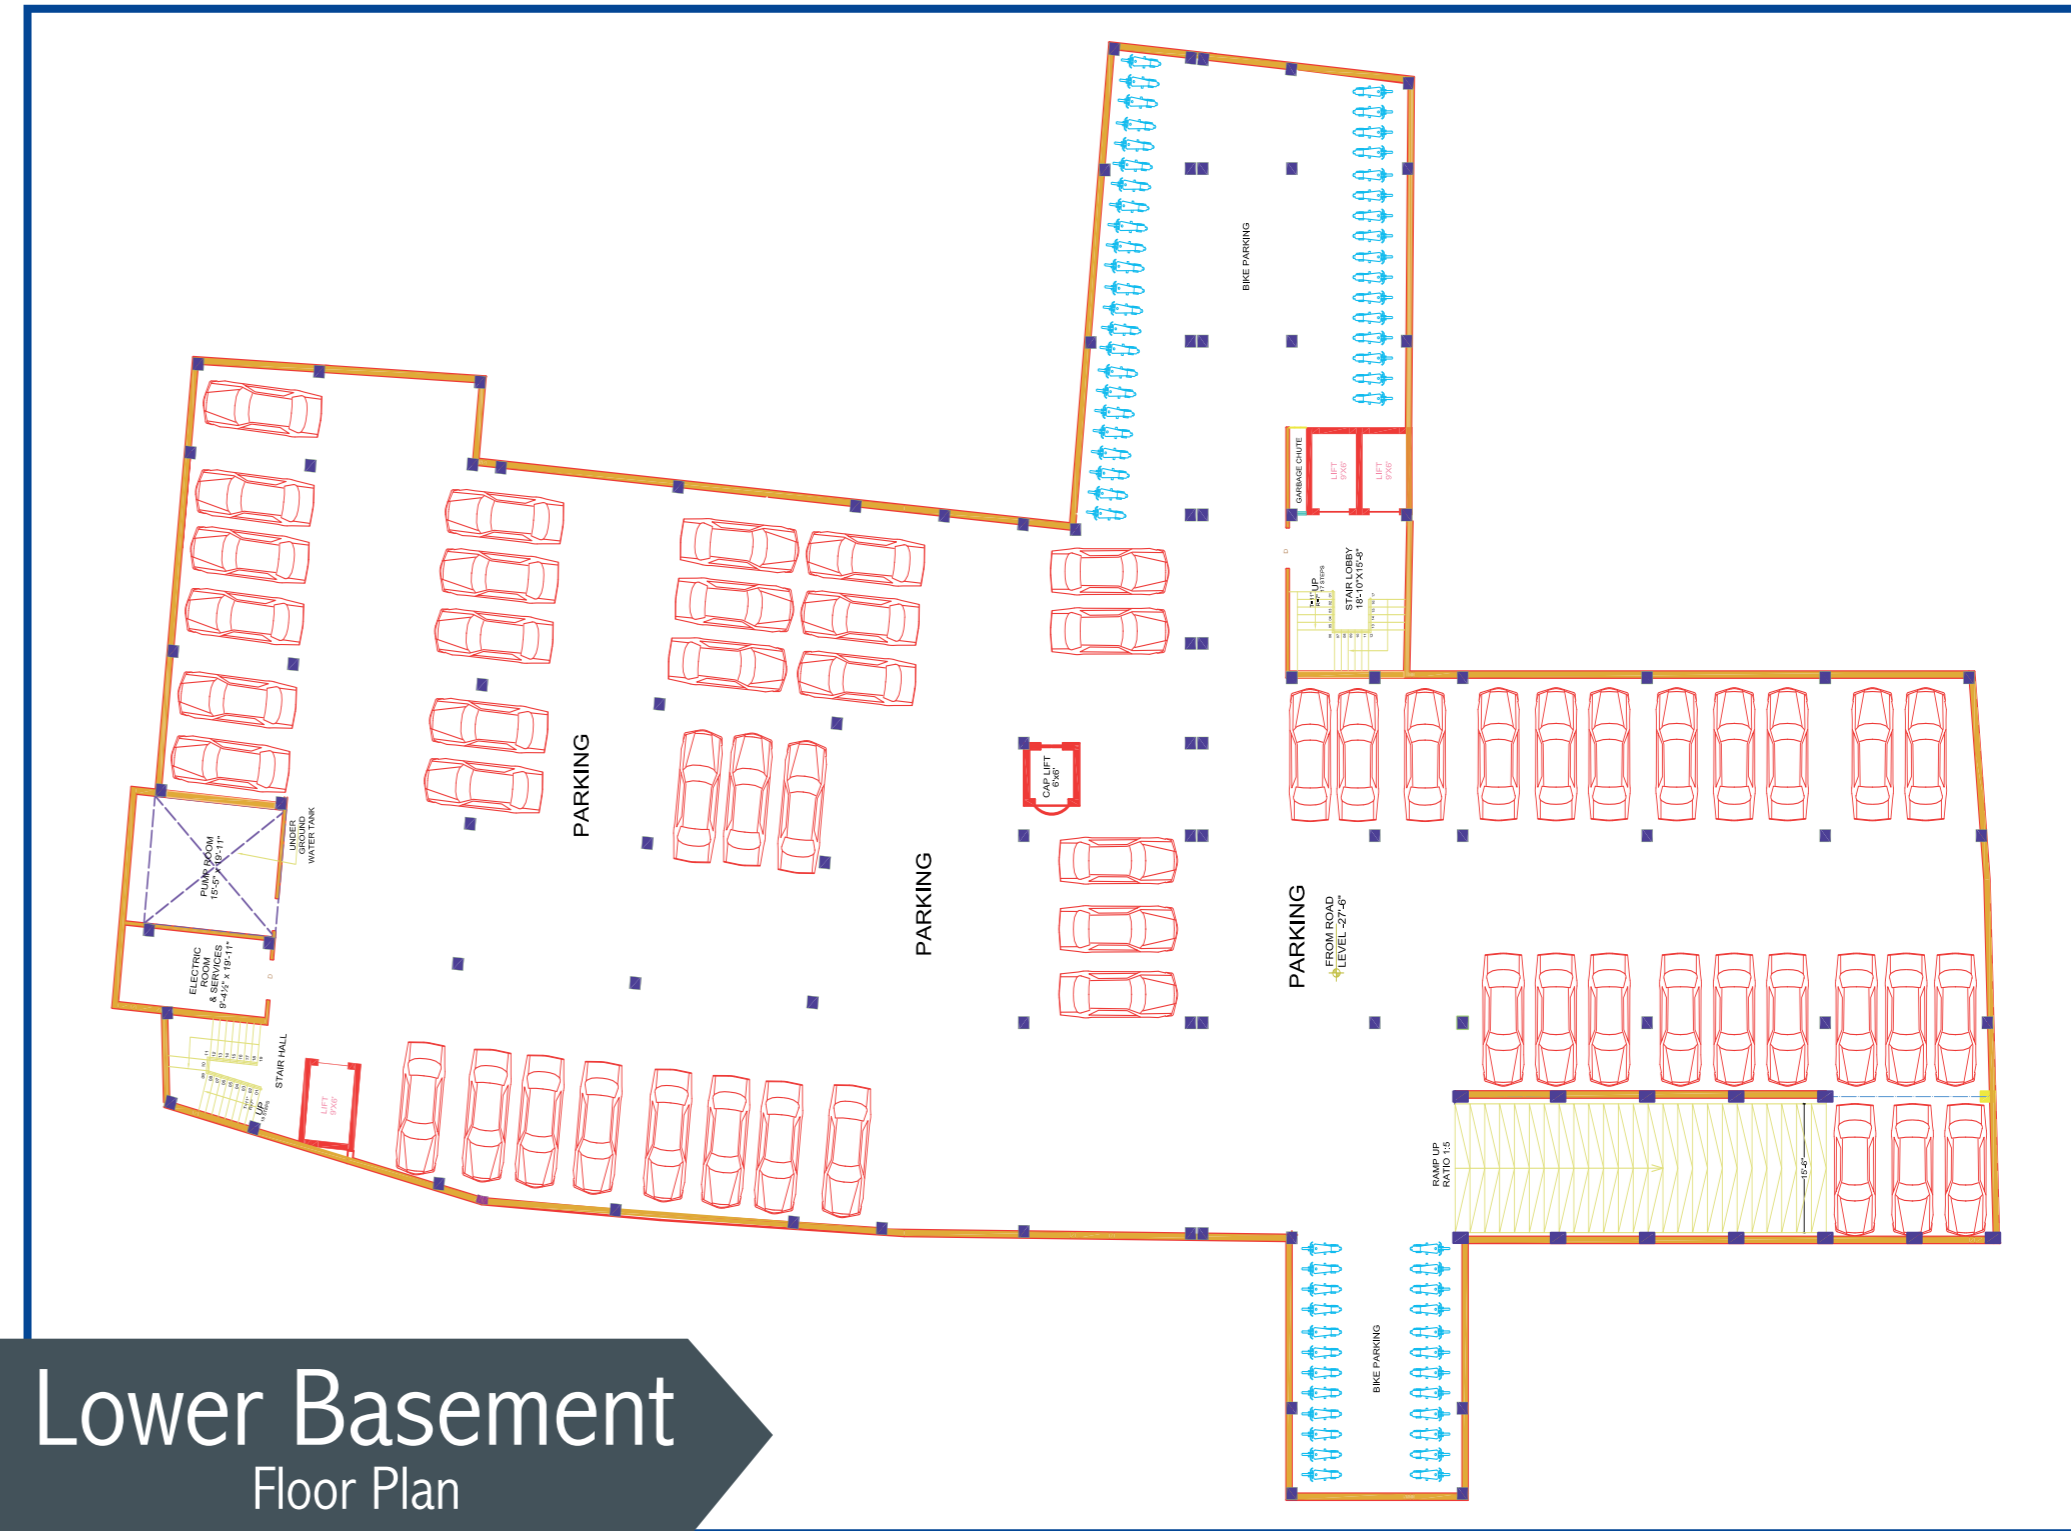 BIKE PARKING
GARBAGE CHUTE
LIFT
9'X6'
LIFT
9'X6'
UP
17 STEPS
STAIR LOBBY
18'-10"X15'-8"
PARKING
CAP LIFT
6'x6'
UNDER
GROUND
WATER TANK
PUMP ROOM
15'-5" x 19'-11"
PARKING
PARKING
FROM ROAD
LEVEL -27'-6"
ELECTRIC
ROOM
& SERVICES
9'-4½" x 19'-11"
D
D
STAIR HALL
UP
LIFT
9'X6'
RAMP UP
RATIO 1:5
15'-6"
BIKE PARKING
Lower Basement
Floor Plan